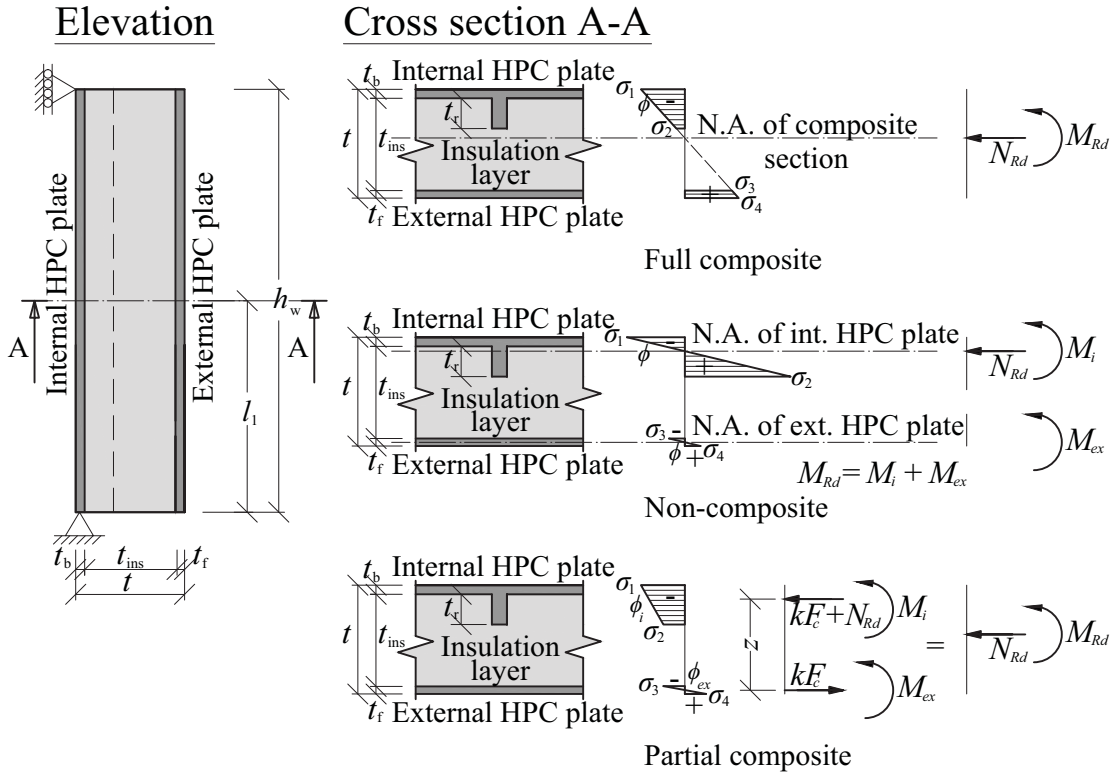 Elevation
Internal HPC plate
External HPC plate
A
A
h_w
l_1
t_b
t_ins
t_f
t
Cross section A-A
t_b
Internal HPC plate
t_r
t
t_ins
Insulation
layer
t_f
External HPC plate
σ_1
ϕ
-
σ_2
N.A. of composite
section
σ_3
+
σ_4
N_Rd
M_Rd
Full composite
t_b
Internal HPC plate
t_r
t
t_ins
Insulation
layer
t_f
External HPC plate
σ_1
-
ϕ
N.A. of int. HPC plate
+
σ_2
N_Rd
M_i
σ_3
-
N.A. of ext. HPC plate
ϕ
+
σ_4
M_ex
M_Rd = M_i + M_ex
Non-composite
t_b
Internal HPC plate
t_r
t
t_ins
Insulation
layer
t_f
External HPC plate
σ_1
-
ϕ_i
σ_2
ϕ_ex
σ_3
-
σ_4
+
z
kF_c+N_Rd
M_i
kF_c
M_ex
=
N_Rd
M_Rd
Partial composite